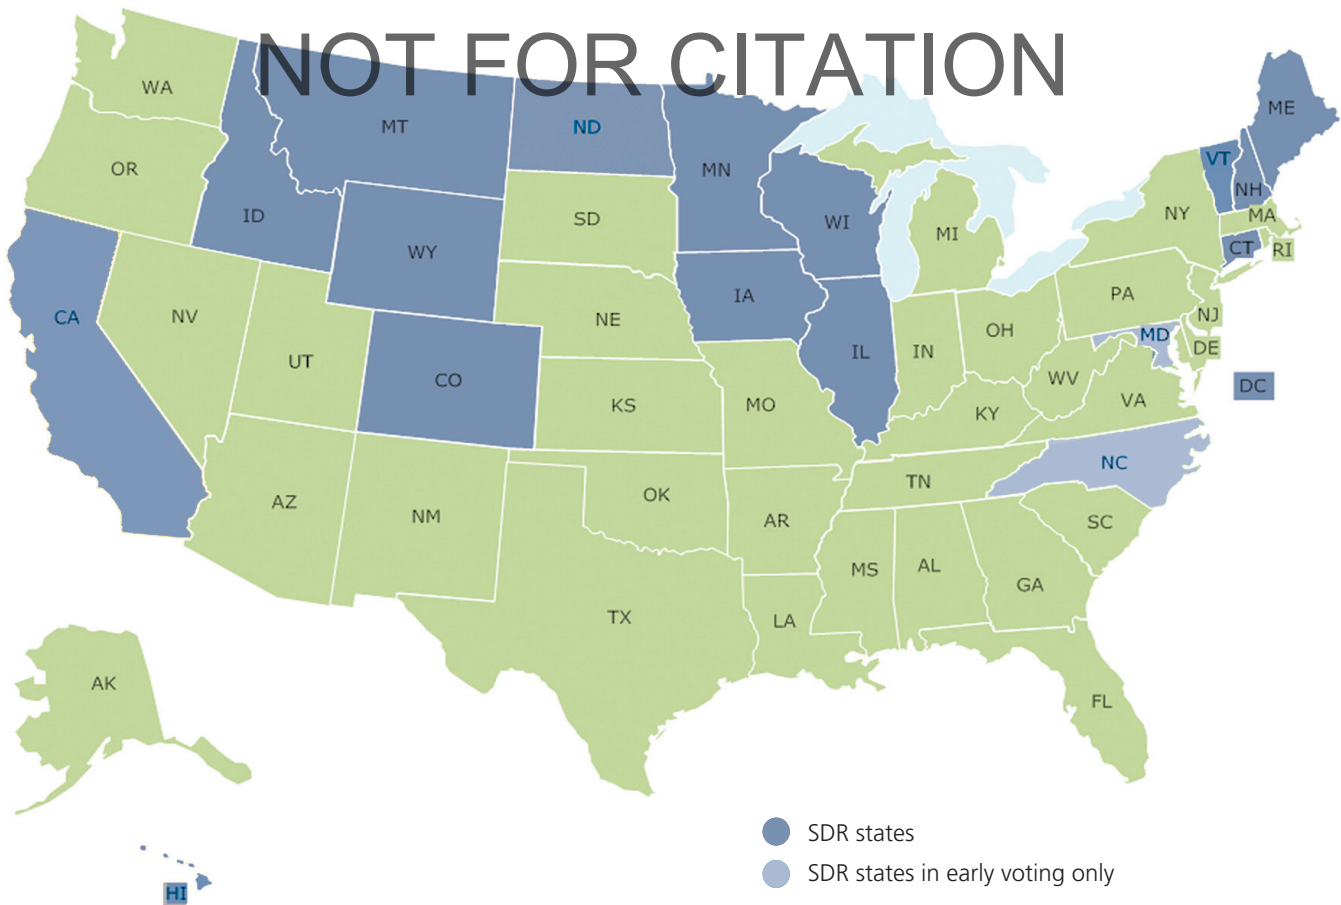 NOT FOR CITATION
WA
MT
ND
ME
OR
MN
VT
NH
ID
SD
WI
NY
MA
MI
CT
RI
WY
CA
NV
NE
IA
PA
NJ
UT
CO
IL
IN
OH
MD
DE
WV
DC
KS
MO
KY
VA
AZ
NM
OK
AR
TN
NC
SC
MS
AL
GA
TX
LA
AK
FL
HI
SDR states
SDR states in early voting only